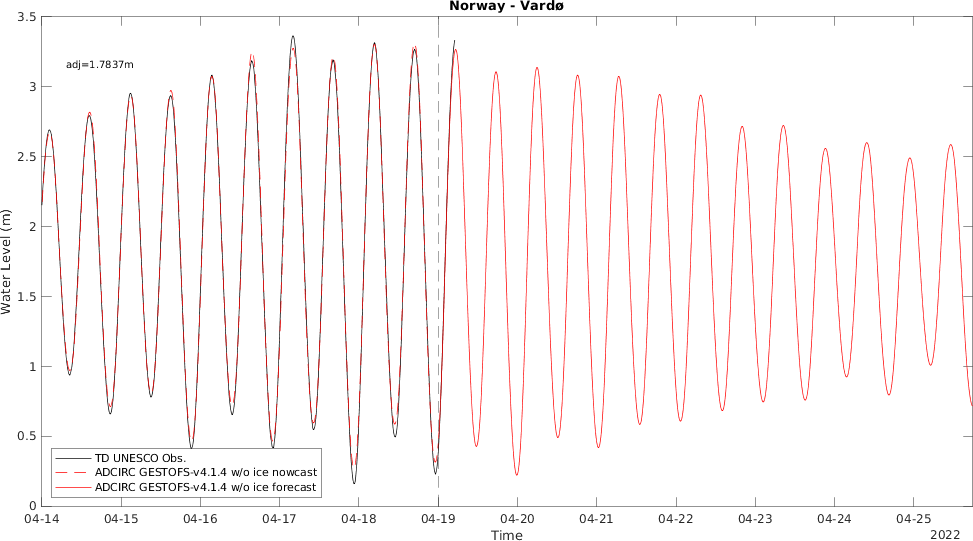 Norway - Vardø
3.5
adj=1.7837m
3
2.5
2
Water Level (m)
1.5
1
0.5
TD UNESCO Obs.
ADCIRC GESTOFS-v4.1.4 w/o ice nowcast
ADCIRC GESTOFS-v4.1.4 w/o ice forecast
0
04-14 04-15 04-16 04-17 04-18 04-19 04-20 04-21 04-22 04-23 04-24 04-25
Time
2022